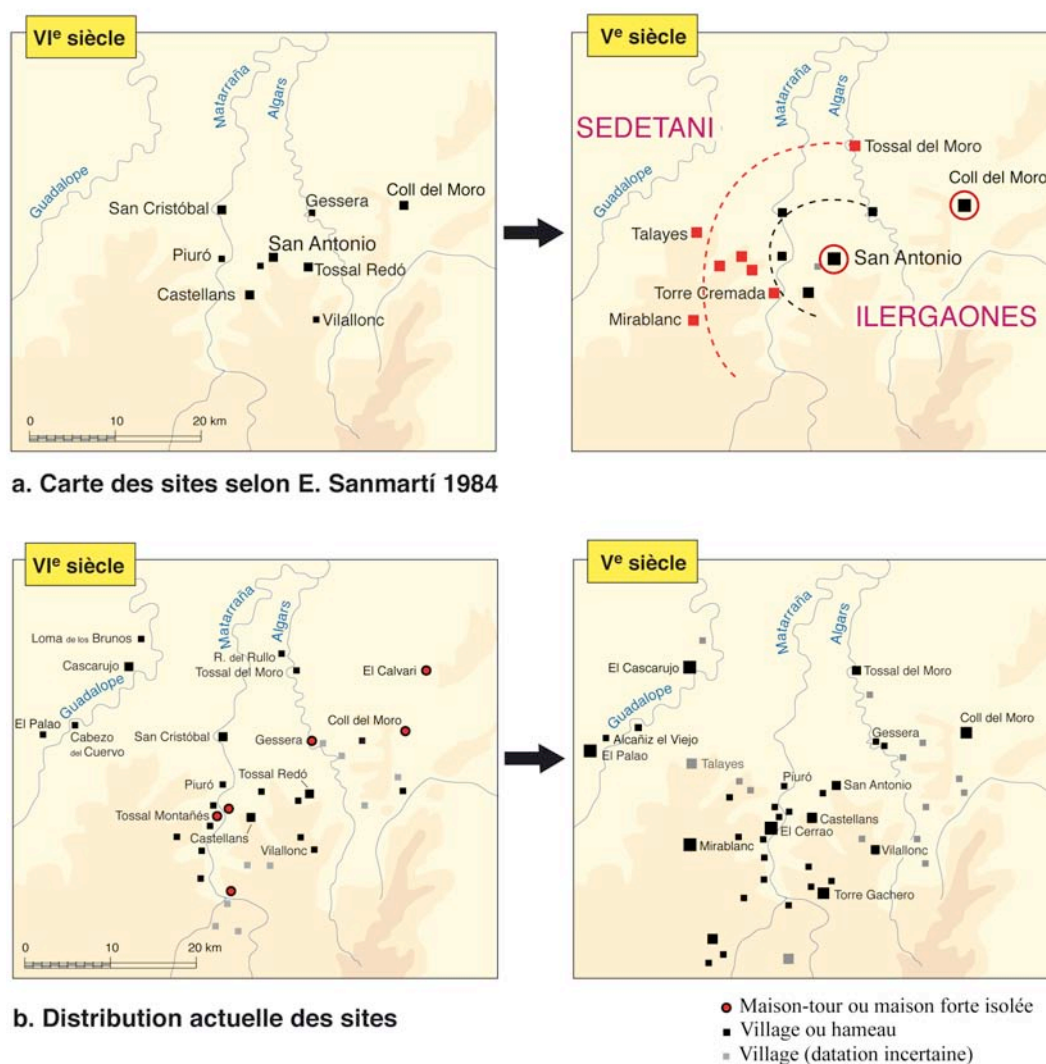 VIe siècle
Matarraña
Algars
Guadalope
San Cristóbal
Gessera
Coll del Moro
Piuró
San Antonio
Tossal Redó
Castellans
Vilallonc
0 10 20 km
Ve siècle
Matarraña
Algars
SEDETANI
Guadalope
Tossal del Moro
Coll del Moro
Talayes
San Antonio
Torre Cremada
Mirablanc
ILERGAONES
a. Carte des sites selon E. Sanmartí 1984
VIe siècle
Matarraña
Algars
Loma de los Brunos
R. del Rullo
Cascarujo
Tossal del Moro
El Calvari
Guadalope
El Palao
Cabezo
del Cuervo
San Cristóbal
Coll del Moro
Gessera
Piuró
Tossal Redó
Tossal Montañés
Castellans
Vilallonc
0 10 20 km
Ve siècle
Matarraña
Algars
El Cascarujo
Tossal del Moro
Guadalope
Coll del Moro
Alcañiz el Viejo
El Palao
Gessera
Talayes
Piuró
San Antonio
Castellans
El Cerrao
Mirablanc
Vilallonc
Torre Gachero
b. Distribution actuelle des sites
Maison-tour ou maison forte isolée
Village ou hameau
Village (datation incertaine)